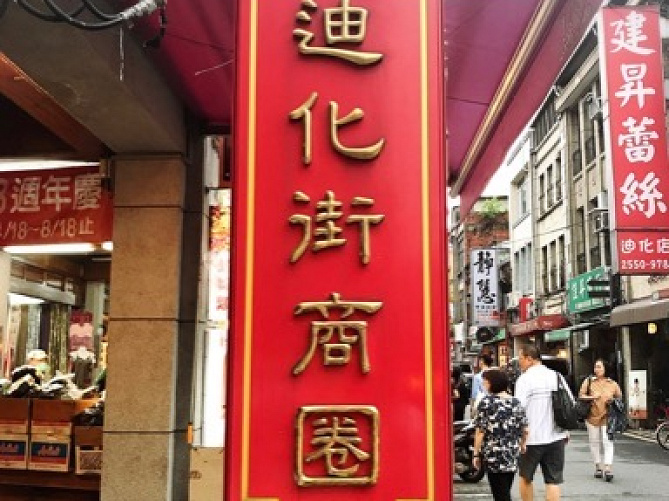 迪化街商圈
週年慶
/18~8/18止
建昇蕾絲
迪化店
2550-978
靜慧